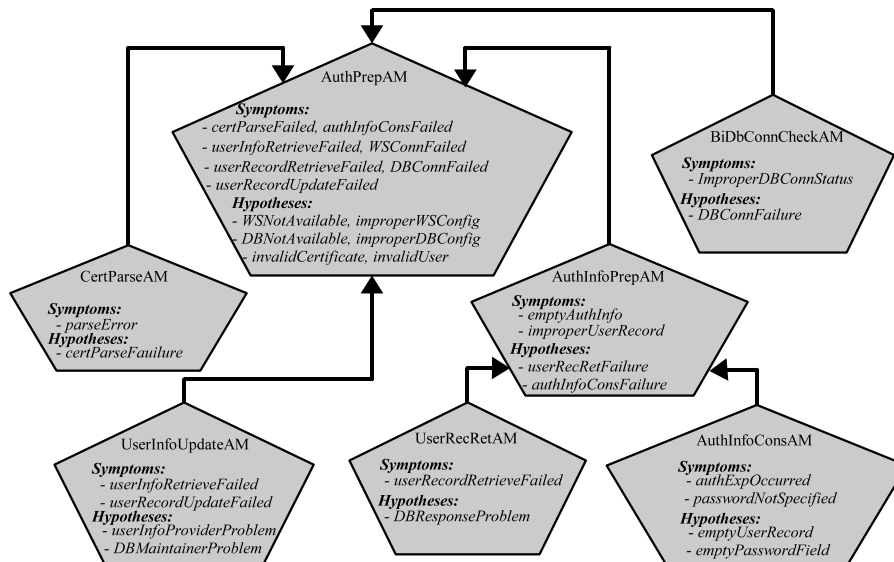 AuthPrepAM
Symptoms:
- certParseFailed, authInfoConsFailed
- userInfoRetrieveFailed, WSConnFailed
- userRecordRetrieveFailed, DBConnFailed
- userRecordUpdateFailed
Hypotheses:
- WSNotAvailable, improperWSConfig
- DBNotAvailable, improperDBConfig
- invalidCertificate, invalidUser
BiDbConnCheckAM
Symptoms:
- ImproperDBConnStatus
Hypotheses:
- DBConnFailure
CertParseAM
Symptoms:
- parseError
Hypotheses:
- certParseFauilure
AuthInfoPrepAM
Symptoms:
- emptyAuthInfo
- improperUserRecord
Hypotheses:
- userRecRetFailure
- authInfoConsFailure
UserInfoUpdateAM
Symptoms:
- userInfoRetrieveFailed
- userRecordUpdateFailed
Hypotheses:
- userInfoProviderProblem
- DBMaintainerProblem
UserRecRetAM
Symptoms:
- userRecordRetrieveFailed
Hypotheses:
- DBResponseProblem
AuthInfoConsAM
Symptoms:
- authExpOccurred
- passwordNotSpecified
Hypotheses:
- emptyUserRecord
- emptyPasswordField